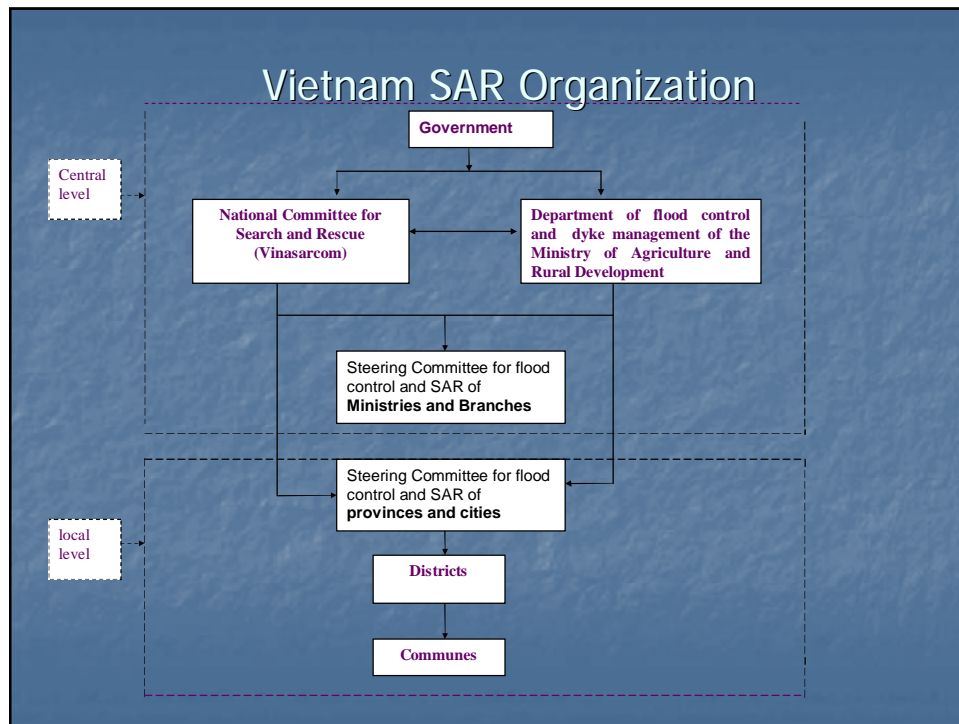 Vietnam SAR Organization
Government
Central
level
National Committee for
Search and Rescue
(Vinasarcom)
Department of flood control
and dyke management of the
Ministry of Agriculture and
Rural Development
Steering Committee for flood
control and SAR of
Ministries and Branches
Steering Committee for flood
control and SAR of
provinces and cities
local
level
Districts
Communes